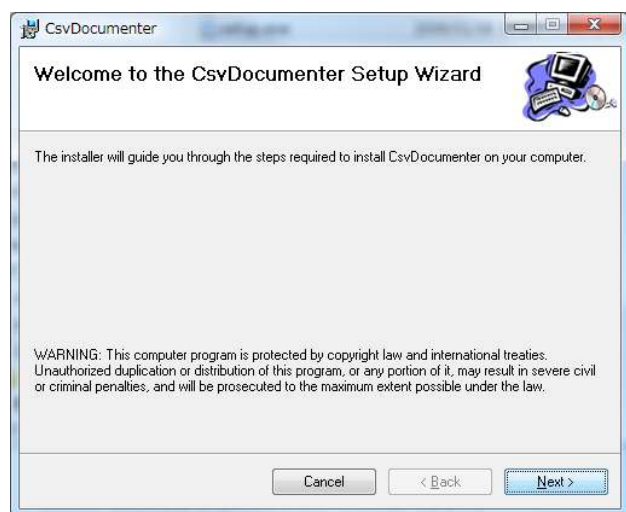 CsvDocumenter
Welcome to the CsvDocumenter Setup Wizard
The installer will guide you through the steps required to install CsvDocumenter on your computer.
WARNING: This computer program is protected by copyright law and international treaties.
Unauthorized duplication or distribution of this program, or any portion of it, may result in severe civil
or criminal penalties, and will be prosecuted to the maximum extent possible under the law.
Cancel < Back Next >